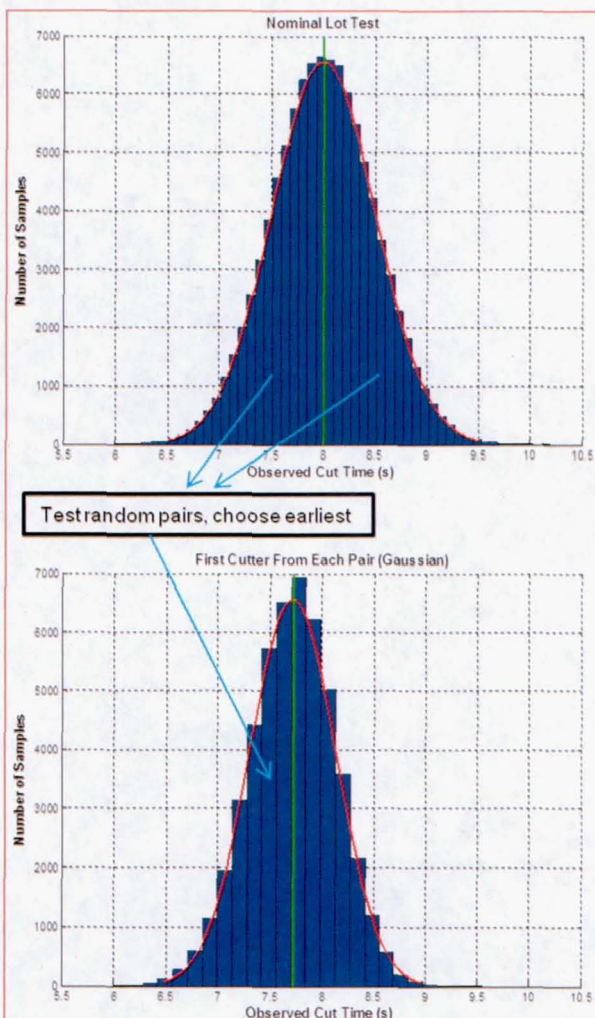 Nominal Lot Test
7000
6000
5000
4000
3000
2000
1000
0
Number of Samples
5.5 6 6.5 7 7.5 8 8.5 9 9.5 10 10.5
Observed Cut Time (s)
Test random pairs, choose earliest
First Cutter From Each Pair (Gaussian)
7000
6000
5000
4000
3000
2000
1000
0
Number of Samples
5.5 6 6.5 7 7.5 8 8.5 9 9.5 10 10.5
Observed Cut Time (s)